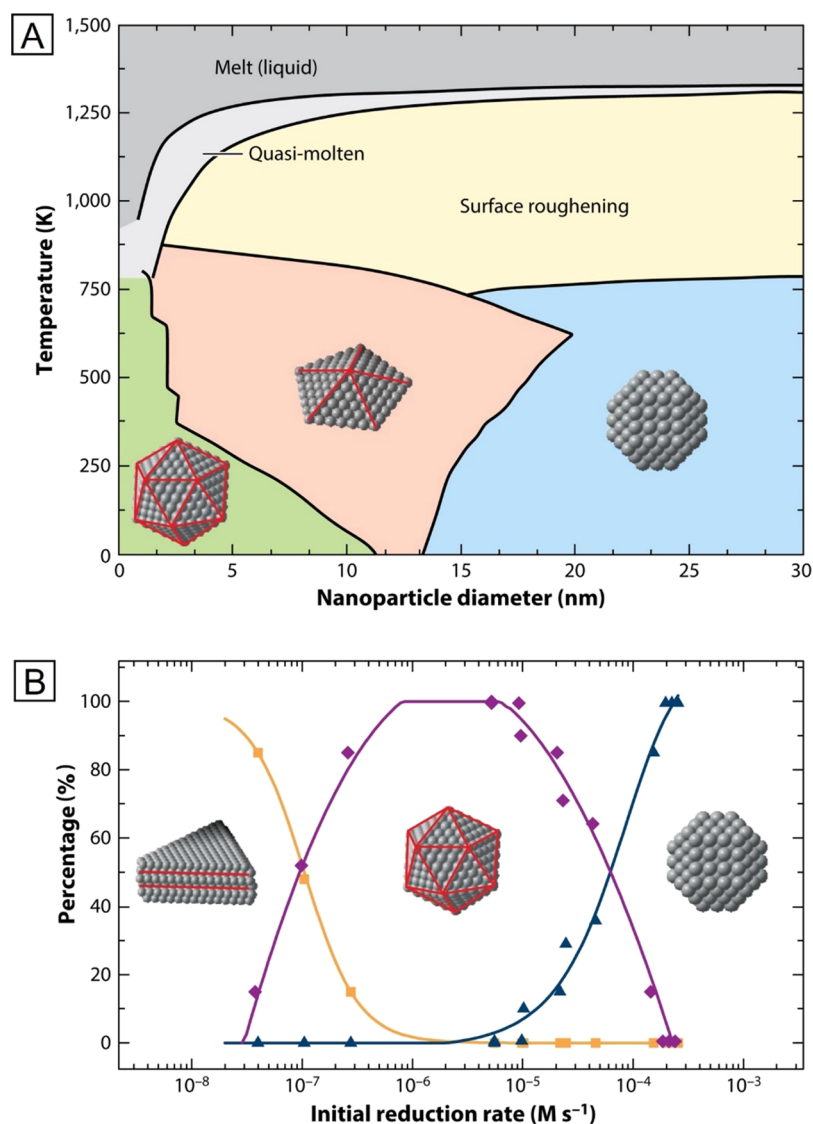 A
1,500
1,250
1,000
750
500
250
0
Temperature (K)
Melt (liquid)
Quasi-molten
Surface roughening
0 5 10 15 20 25 30
Nanoparticle diameter (nm)
B
100
80
60
40
20
0
Percentage (%)
10⁻⁸ 10⁻⁷ 10⁻⁶ 10⁻⁵ 10⁻⁴ 10⁻³
Initial reduction rate (M s⁻¹)